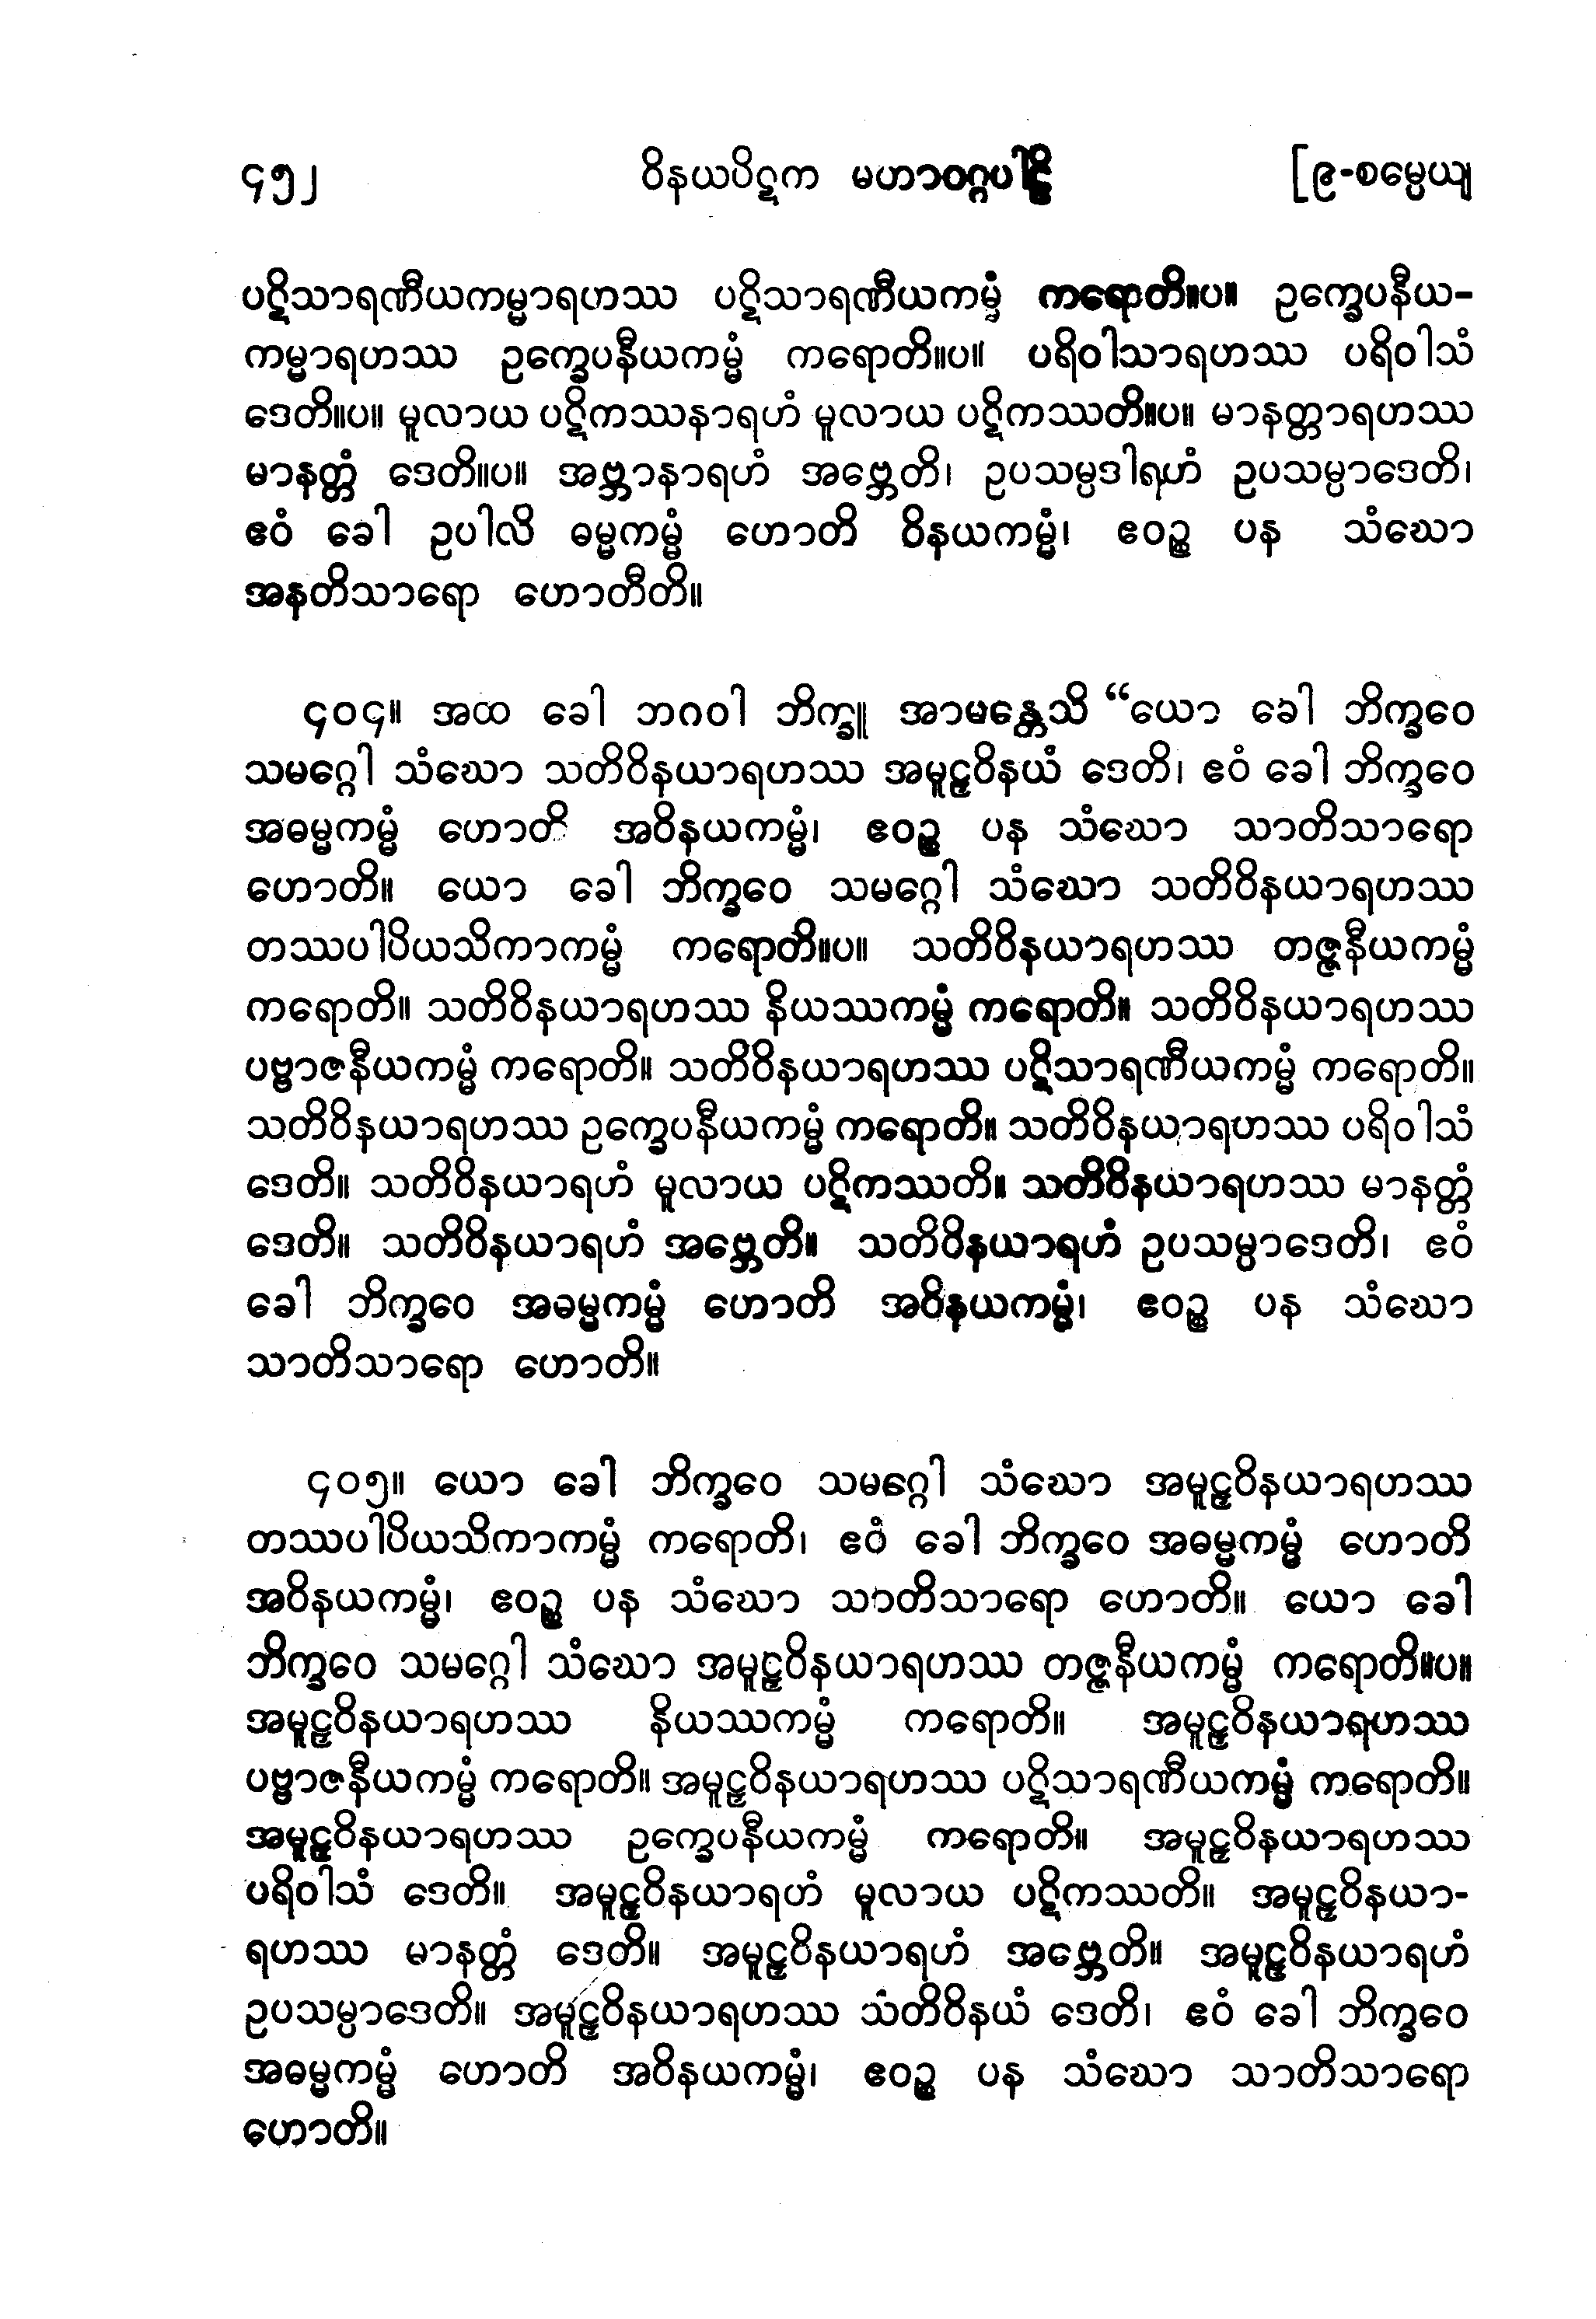 ၄၅၂ ဝိနယပိဋက မဟာဝဂ္ဂပါဠိ [၉-စမ္ပေယျ
ပဋိသာရဏီယကမ္မာရဟဿ ပဋိသာရဏီယကမ္မံ ကရောတိ။ပ။ ဥက္ခေပနီယ-
ကမ္မာရဟဿ ဥက္ခေပနီယကမ္မံ ကရောတိ။ပ။ ပရိဝါသာရဟဿ ပရိဝါသံ
ဒေတိ။ပ။ မူလာယ ပဋိကဿနာရဟံ မူလာယ ပဋိကဿတိ။ပ။ မာနတ္တာရဟဿ
မာနတ္တံ ဒေတိ။ပ။ အဗ္ဘာနာရဟံ အဗ္ဘေတိ၊ ဥပသမ္ပဒါရဟံ ဥပသမ္ပာဒေတိ၊
ဧဝံ ခေါ ဥပါလိ ဓမ္မကမ္မံ ဟောတိ ဝိနယကမ္မံ၊ ဧဝဉ္စ ပန သံဃော
အနတိသာရော ဟောတီတိ။
၄၀၄။ အထ ခေါ ဘဂဝါ ဘိက္ခူ အာမန္တေသိ “ယော ခေါ ဘိက္ခဝေ
သမဂ္ဂေါ သံဃော သတိဝိနယာရဟဿ အမူဠှဝိနယံ ဒေတိ၊ ဧဝံ ခေါ ဘိက္ခဝေ
အဓမ္မကမ္မံ ဟောတိ အဝိနယကမ္မံ၊ ဧဝဉ္စ ပန သံဃော သာတိသာရော
ဟောတိ။ ယော ခေါ ဘိက္ခဝေ သမဂ္ဂေါ သံဃော သတိဝိနယာရဟဿ
တဿပါပိယသိကာကမ္မံ ကရောတိ။ပ။ သတိဝိနယာရဟဿ တဇ္ဇနီယကမ္မံ
ကရောတိ။ သတိဝိနယာရဟဿ နိယဿကမ္မံ ကရောတိ။ သတိဝိနယာရဟဿ
ပဗ္ဗာဇနီယကမ္မံ ကရောတိ။ သတိဝိနယာရဟဿ ပဋိသာရဏီယကမ္မံ ကရောတိ။
သတိဝိနယာရဟဿ ဥက္ခေပနီယကမ္မံ ကရောတိ။ သတိဝိနယာရဟဿ ပရိဝါသံ
ဒေတိ။ သတိဝိနယာရဟံ မူလာယ ပဋိကဿတိ။ သတိဝိနယာရဟဿ မာနတ္တံ
ဒေတိ။ သတိဝိနယာရဟံ အဗ္ဘေတိ။ သတိဝိနယာရဟံ ဥပသမ္ပာဒေတိ၊ ဧဝံ
ခေါ ဘိက္ခဝေ အဓမ္မကမ္မံ ဟောတိ အဝိနယကမ္မံ၊ ဧဝဉ္စ ပန သံဃော
သာတိသာရော ဟောတိ။
၄၀၅။ ယော ခေါ ဘိက္ခဝေ သမဂ္ဂေါ သံဃော အမူဠှဝိနယာရဟဿ
တဿပါပိယသိကာကမ္မံ ကရောတိ၊ ဧဝံ ခေါ ဘိက္ခဝေ အဓမ္မကမ္မံ ဟောတိ
အဝိနယကမ္မံ၊ ဧဝဉ္စ ပန သံဃော သာတိသာရော ဟောတိ။ ယော ခေါ
ဘိက္ခဝေ သမဂ္ဂေါ သံဃော အမူဠှဝိနယာရဟဿ တဇ္ဇနီယကမ္မံ ကရောတိ။ပ။
အမူဠှဝိနယာရဟဿ နိယဿကမ္မံ ကရောတိ။ အမူဠှဝိနယာရဟဿ
ပဗ္ဗာဇနီယကမ္မံ ကရောတိ။ အမူဠှဝိနယာရဟဿ ပဋိသာရဏီယကမ္မံ ကရောတိ။
အမူဠှဝိနယာရဟဿ ဥက္ခေပနီယကမ္မံ ကရောတိ။ အမူဠှဝိနယာရဟဿ
ပရိဝါသံ ဒေတိ။ အမူဠှဝိနယာရဟံ မူလာယ ပဋိကဿတိ။ အမူဠှဝိနယာ-
ရဟဿ မာနတ္တံ ဒေတိ။ အမူဠှဝိနယာရဟံ အဗ္ဘေတိ။ အမူဠှဝိနယာရဟံ
ဥပသမ္ပာဒေတိ။ အမူဠှဝိနယာရဟဿ သတိဝိနယံ ဒေတိ၊ ဧဝံ ခေါ ဘိက္ခဝေ
အဓမ္မကမ္မံ ဟောတိ အဝိနယကမ္မံ၊ ဧဝဉ္စ ပန သံဃော သာတိသာရော
ဟောတိ။